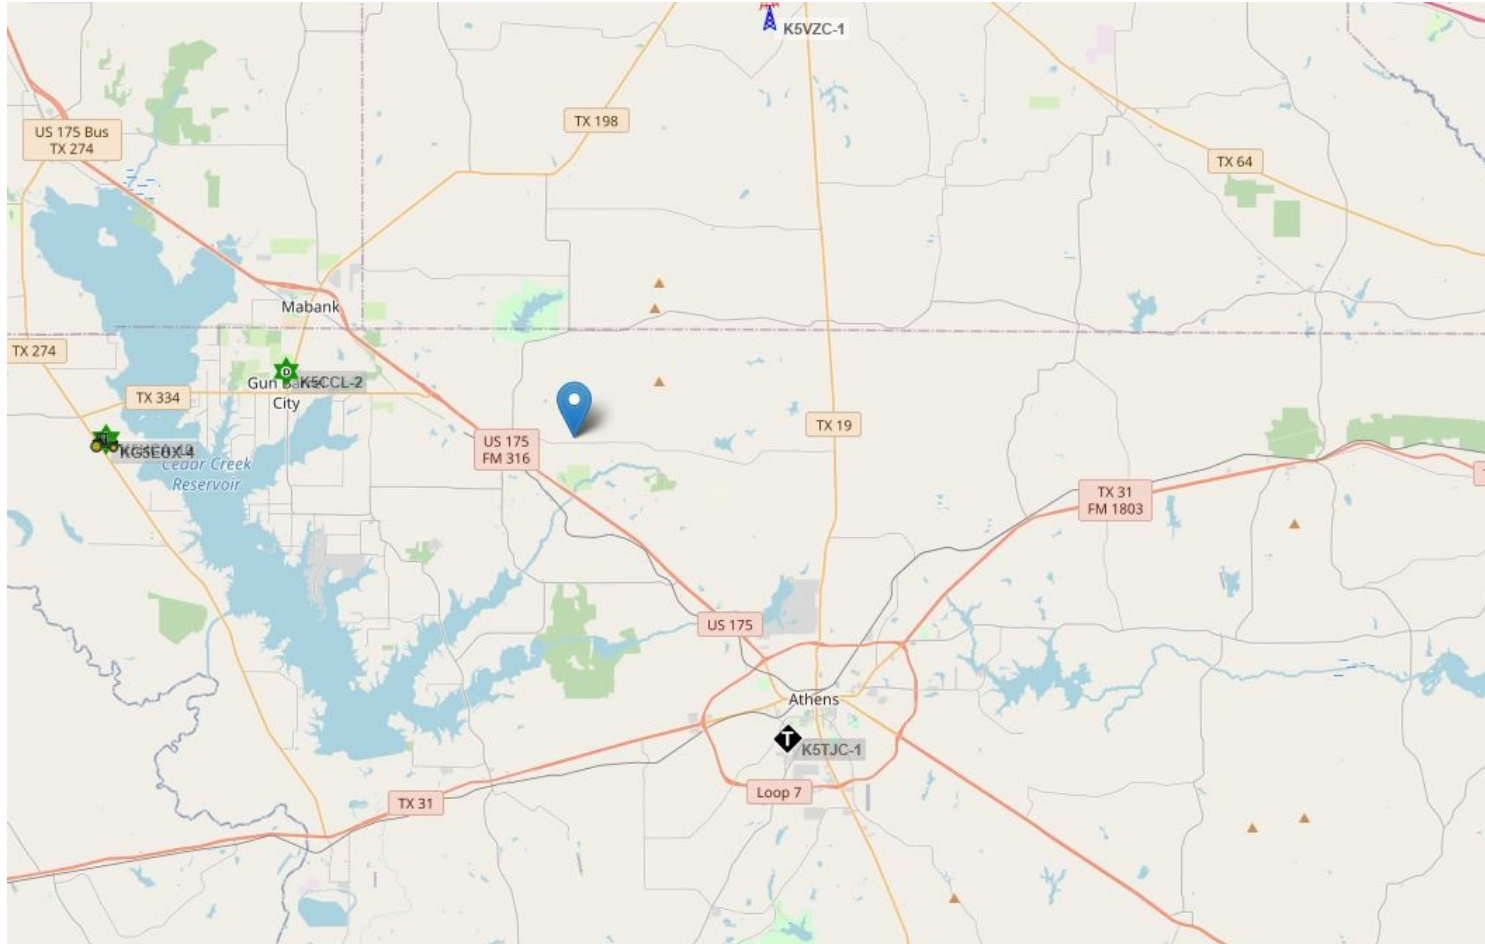 K5VZC-1
TX 198
US 175 Bus
TX 274
TX 64
Mabank
TX 274
K5CCL-2
Gun
City
TX 334
TX 19
US 175
FM 316
KG5EUX-4
Cedar Creek
Reservoir
TX 31
FM 1803
US 175
Athens
K5TJC-1
Loop 7
TX 31